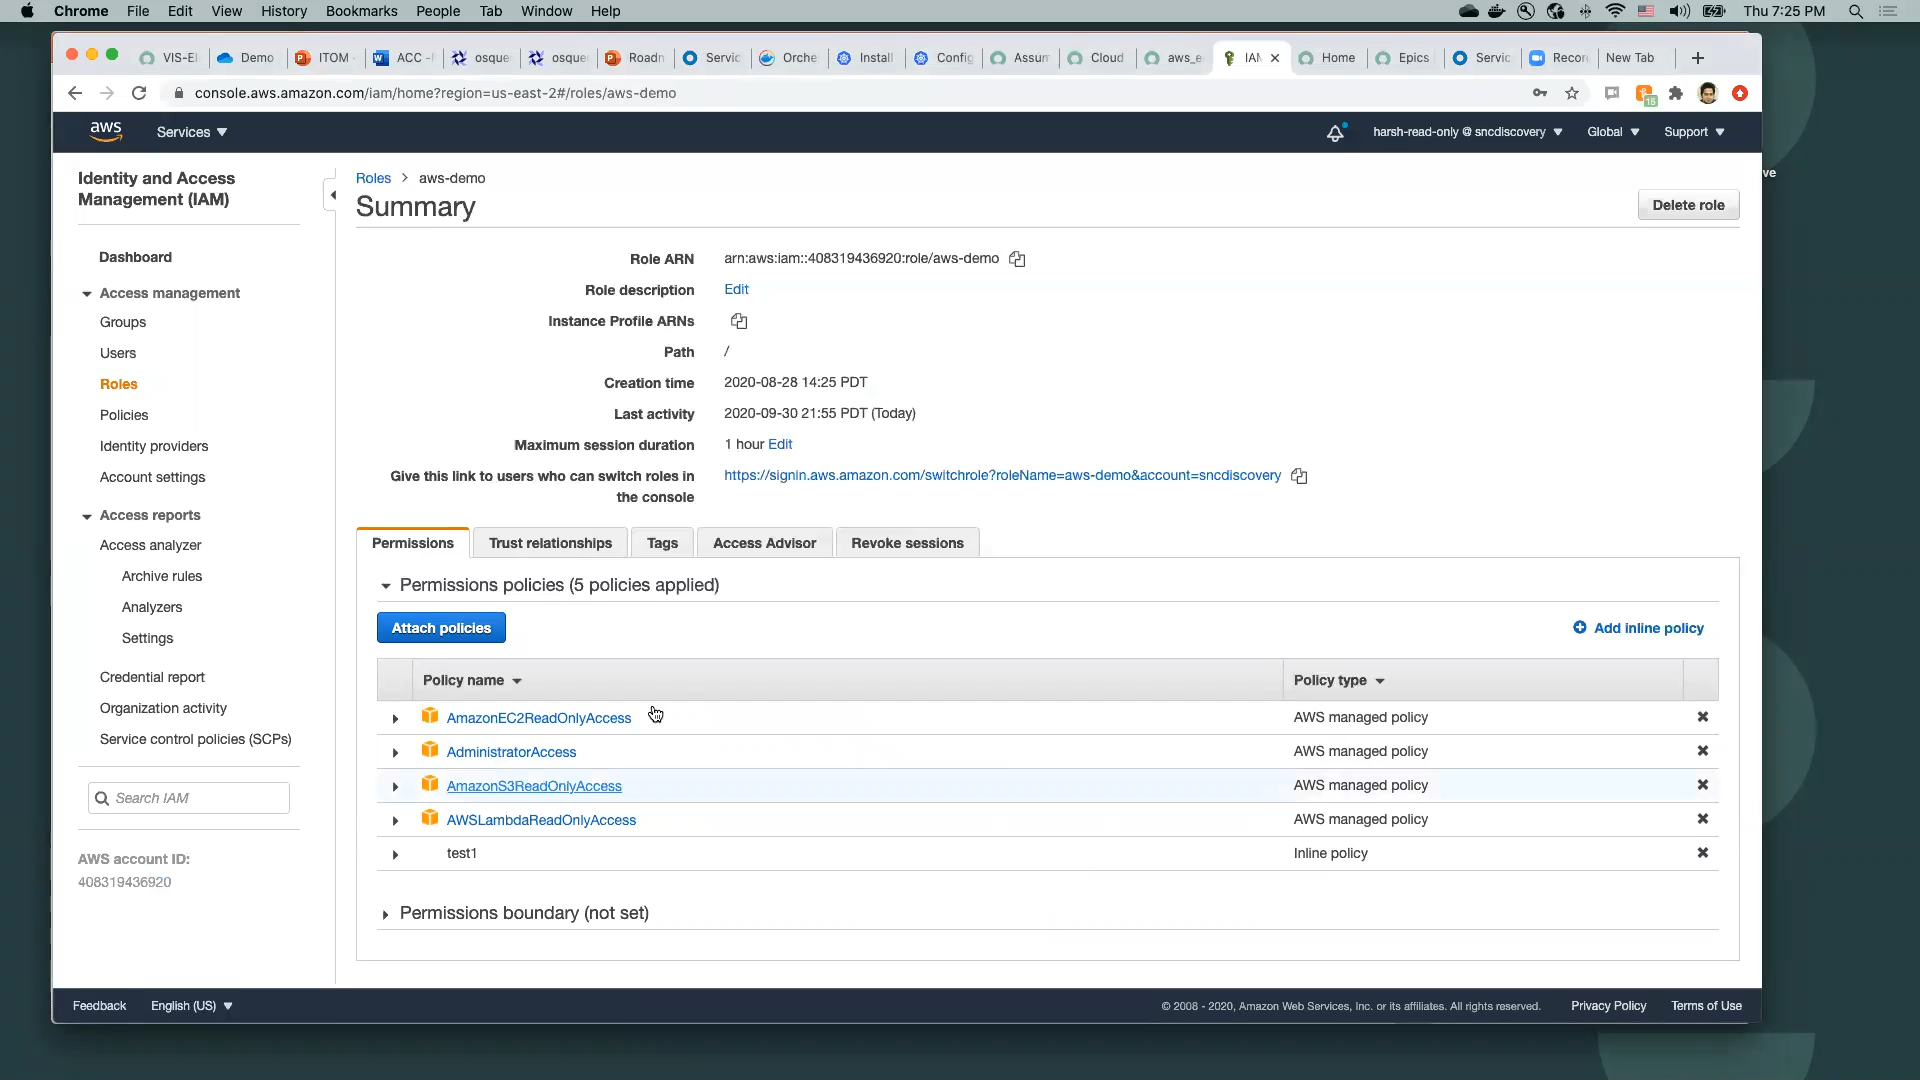 Chrome File Edit View History Bookmarks People Tab Window Help Thu 7:25 PM
VIS-El Demo ITOM ACC - osque osque Roadn Servic Orche Install Config Assum Cloud aws_e IAM Home Epics Servic Recor New Tab
console.aws.amazon.com/iam/home?region=us-east-2#/roles/aws-demo
18
aws Services harsh-read-only @ sncdiscovery Global Support
ve
Identity and Access
Management (IAM)
Dashboard
Access management
Groups
Users
Roles
Policies
Identity providers
Account settings
Access reports
Access analyzer
Archive rules
Analyzers
Settings
Credential report
Organization activity
Service control policies (SCPs)
Search IAM
AWS account ID:
408319436920
Roles > aws-demo
Summary
Delete role
Role ARN arn:aws:iam::408319436920:role/aws-demo
Role description Edit
Instance Profile ARNs
Path /
Creation time 2020-08-28 14:25 PDT
Last activity 2020-09-30 21:55 PDT (Today)
Maximum session duration 1 hour Edit
Give this link to users who can switch roles in
the console
https://signin.aws.amazon.com/switchrole?roleName=aws-demo&account=sncdiscovery
Permissions Trust relationships Tags Access Advisor Revoke sessions
Permissions policies (5 policies applied)
Attach policies
Add inline policy
Policy name Policy type
AmazonEC2ReadOnlyAccess AWS managed policy
AdministratorAccess AWS managed policy
AmazonS3ReadOnlyAccess AWS managed policy
AWSLambdaReadOnlyAccess AWS managed policy
test1 Inline policy
Permissions boundary (not set)
Feedback English (US) © 2008 - 2020, Amazon Web Services, Inc. or its affiliates. All rights reserved. Privacy Policy Terms of Use